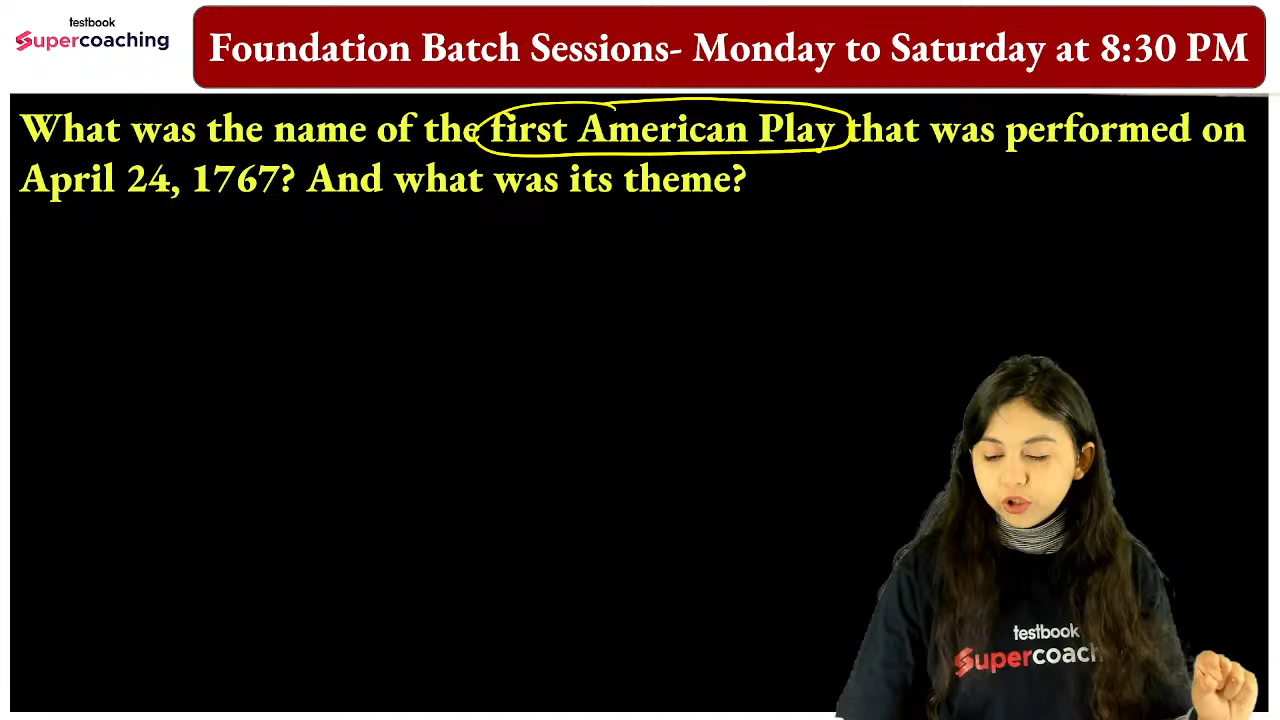 testbook
Supercoaching
Foundation Batch Sessions- Monday to Saturday at 8:30 PM
What was the name of the first American Play that was performed on
April 24, 1767? And what was its theme?
testbook
Supercoach